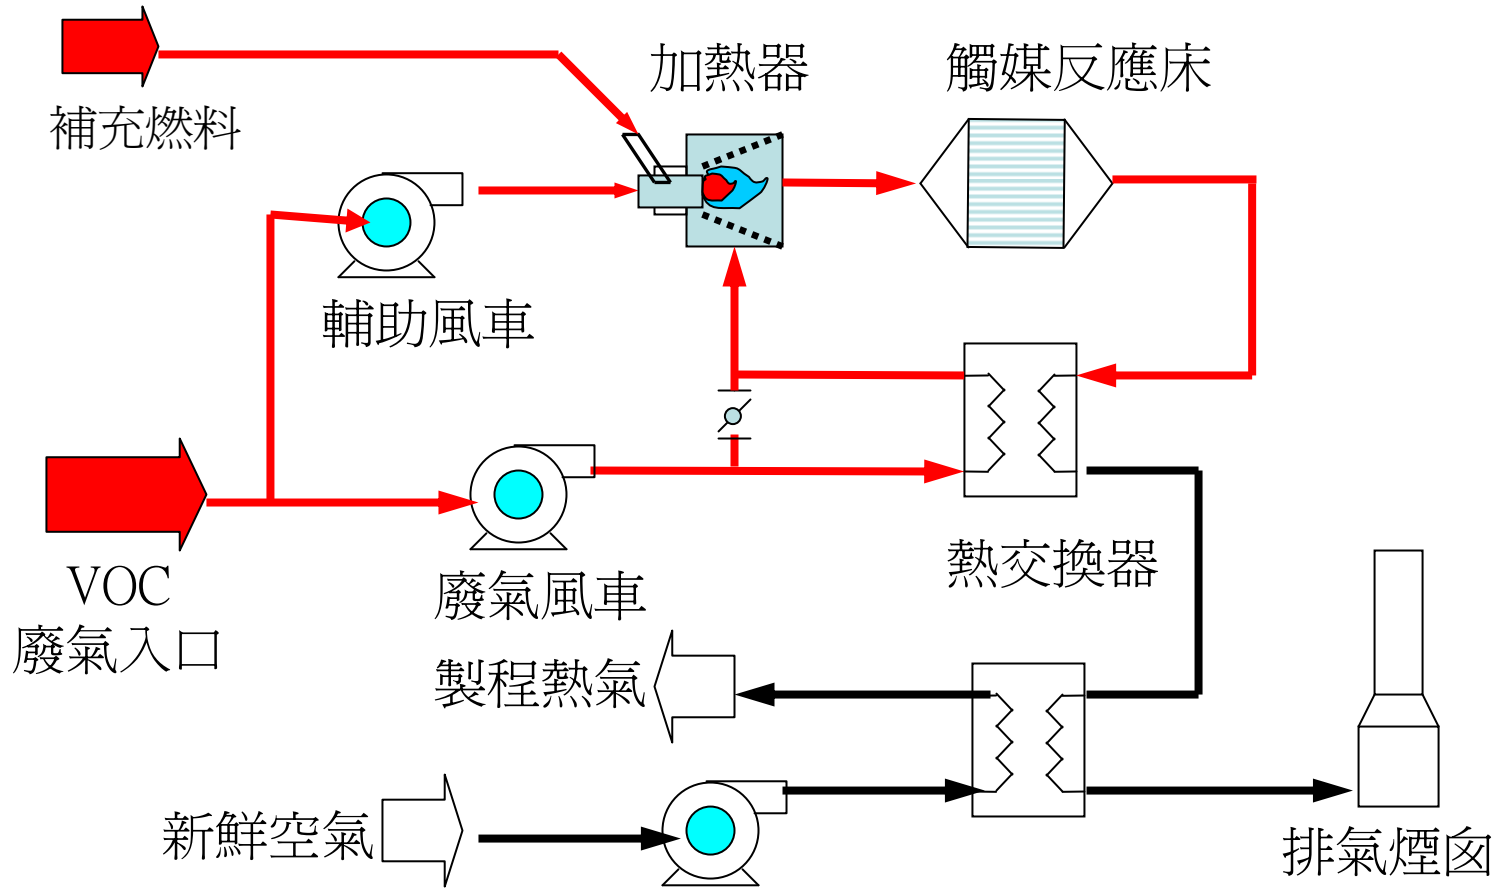 加熱器
觸媒反應床
補充燃料
輔助風車
熱交換器
VOC
廢氣入口
廢氣風車
製程熱氣
新鮮空氣
排氣煙囪